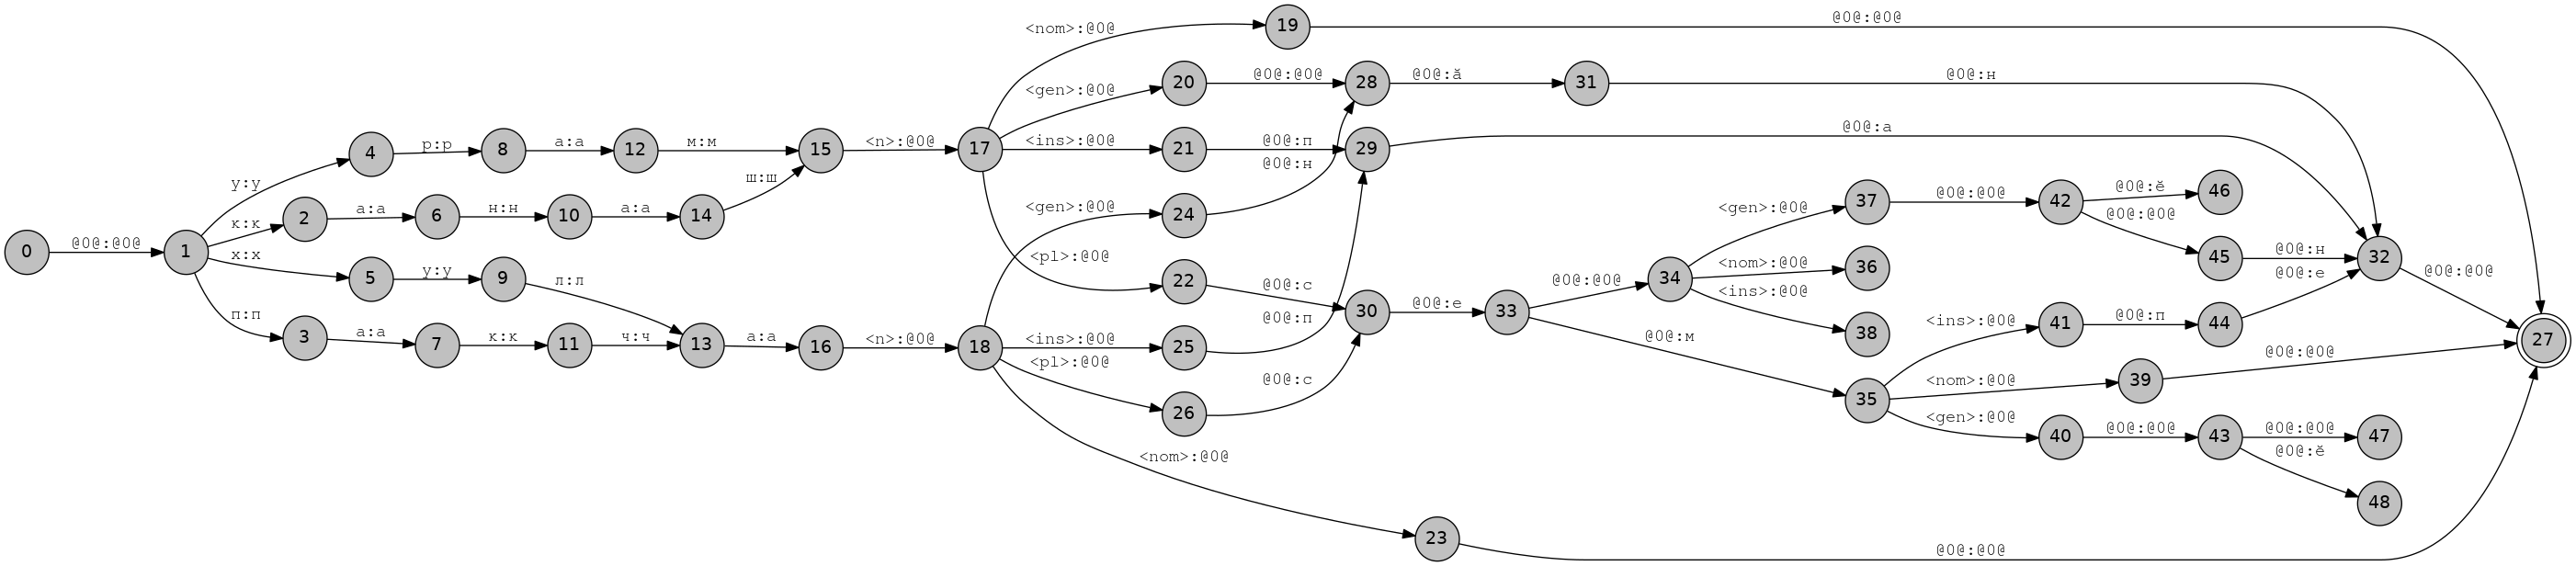 0
@0@:@0@
1
у:у
к:к
х:х
п:п
4
2
5
3
р:р
а:а
у:у
а:а
8
6
9
7
а:а
н:н
л:л
к:к
12
10
11
м:м
а:а
ч:ч
14
ш:ш
15
13
а:а
16
<n>:@0@
<n>:@0@
17
18
<nom>:@0@
<gen>:@0@
<ins>:@0@
<pl>:@0@
<gen>:@0@
<ins>:@0@
<pl>:@0@
<nom>:@0@
19
20
21
24
22
25
26
23
@0@:@0@
@0@:@0@
@0@:п
@0@:н
@0@:с
@0@:п
@0@:с
@0@:@0@
28
29
30
@0@:ӑ
31
@0@:н
@0@:а
@0@:е
33
@0@:@0@
@0@:м
34
35
<gen>:@0@
<nom>:@0@
<ins>:@0@
37
36
38
<ins>:@0@
<nom>:@0@
<gen>:@0@
@0@:@0@
42
41
39
40
@0@:ӗ
@0@:@0@
@0@:п
@0@:@0@
46
45
44
43
@0@:н
@0@:е
@0@:@0@
@0@:@0@
@0@:ӗ
32
47
48
@0@:@0@
27